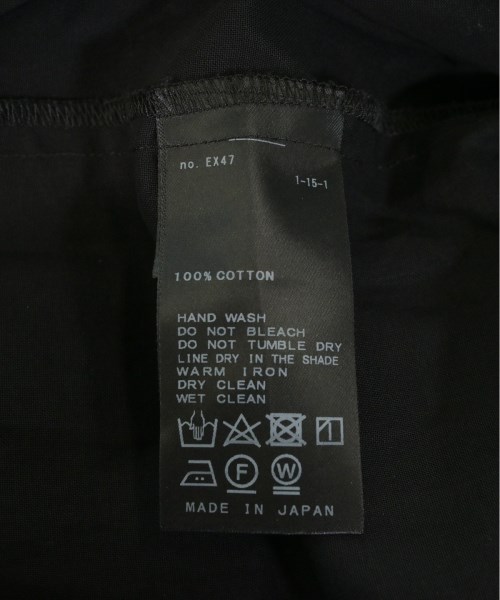 no. EX47
1-15-1
100% COTTON
HAND WASH
DO NOT BLEACH
DO NOT TUMBLE DRY
LINE DRY IN THE SHADE
WARM IRON
DRY CLEAN
WET CLEAN
F W
MADE IN JAPAN